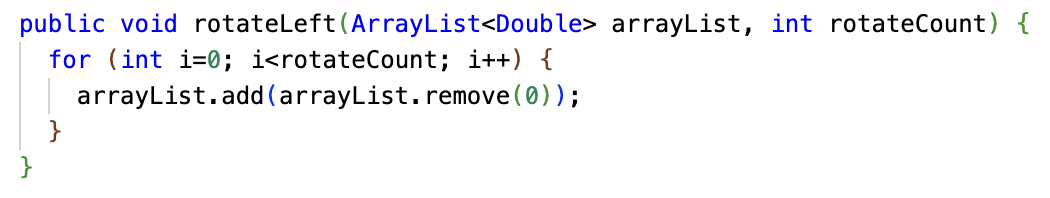 public void rotateLeft(ArrayList<Double> arrayList, int rotateCount) {
  for (int i=0; i<rotateCount; i++) {
    arrayList.add(arrayList.remove(0));
  }
}